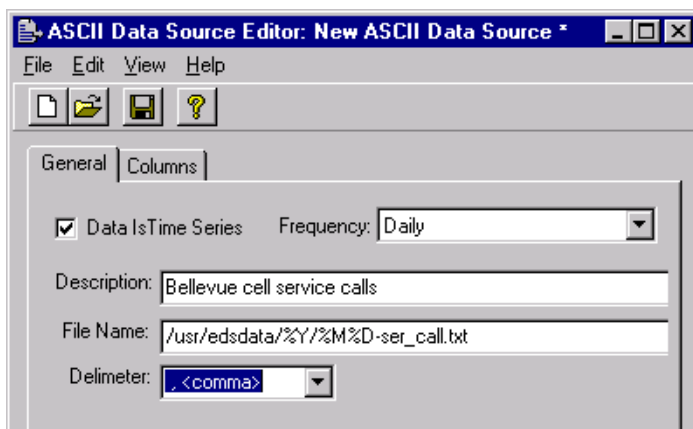 ASCII Data Source Editor: New ASCII Data Source *
File Edit View Help
General Columns
Data IsTime Series Frequency: Daily
Description: Bellevue cell service calls
File Name: /usr/edsdata/%Y/%M%D-ser_call.txt
Delimeter: , <comma>